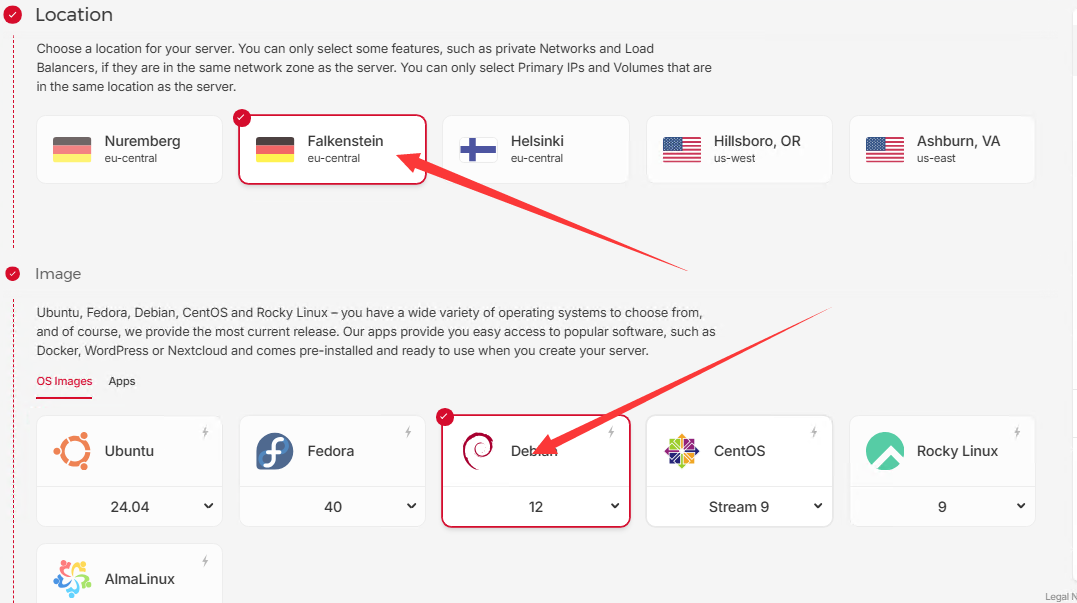 Location
Choose a location for your server. You can only select some features, such as private Networks and Load
Balancers, if they are in the same network zone as the server. You can only select Primary IPs and Volumes that are
in the same location as the server.
Nuremberg
eu-central
Falkenstein
eu-central
Helsinki
eu-central
Hillsboro, OR
us-west
Ashburn, VA
us-east
Image
Ubuntu, Fedora, Debian, CentOS and Rocky Linux – you have a wide variety of operating systems to choose from,
and of course, we provide the most current release. Our apps provide you easy access to popular software, such as
Docker, WordPress or Nextcloud and comes pre-installed and ready to use when you create your server.
OS Images Apps
Ubuntu
24.04
Fedora
40
Debian
12
CentOS
Stream 9
Rocky Linux
9
AlmaLinux
Legal N